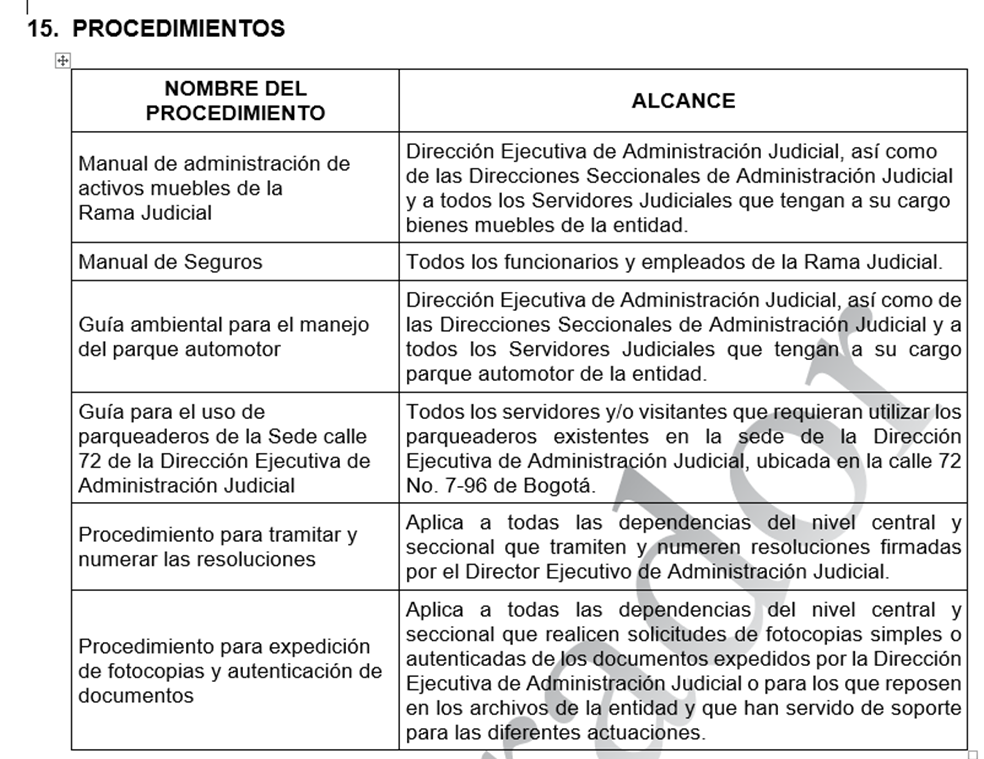 15. PROCEDIMIENTOS
NOMBRE DEL
PROCEDIMIENTO
ALCANCE
Manual de administración de
activos muebles de la
Rama Judicial
Dirección Ejecutiva de Administración Judicial, así como
de las Direcciones Seccionales de Administración Judicial
y a todos los Servidores Judiciales que tengan a su cargo
bienes muebles de la entidad.
Manual de Seguros
Todos los funcionarios y empleados de la Rama Judicial.
Guía ambiental para el manejo
del parque automotor
Dirección Ejecutiva de Administración Judicial, así como de
las Direcciones Seccionales de Administración Judicial y a
todos los Servidores Judiciales que tengan a su cargo
parque automotor de la entidad.
Guía para el uso de
parqueaderos de la Sede calle
72 de la Dirección Ejecutiva de
Administración Judicial
Todos los servidores y/o visitantes que requieran utilizar los
parqueaderos existentes en la sede de la Dirección
Ejecutiva de Administración Judicial, ubicada en la calle 72
No. 7-96 de Bogotá.
Procedimiento para tramitar y
numerar las resoluciones
Aplica a todas las dependencias del nivel central y
seccional que tramiten y numeren resoluciones firmadas
por el Director Ejecutivo de Administración Judicial.
Procedimiento para expedición
de fotocopias y autenticación de
documentos
Aplica a todas las dependencias del nivel central y
seccional que realicen solicitudes de fotocopias simples o
autenticadas de los documentos expedidos por la Dirección
Ejecutiva de Administración Judicial o para los que reposen
en los archivos de la entidad y que han servido de soporte
para las diferentes actuaciones.
ador